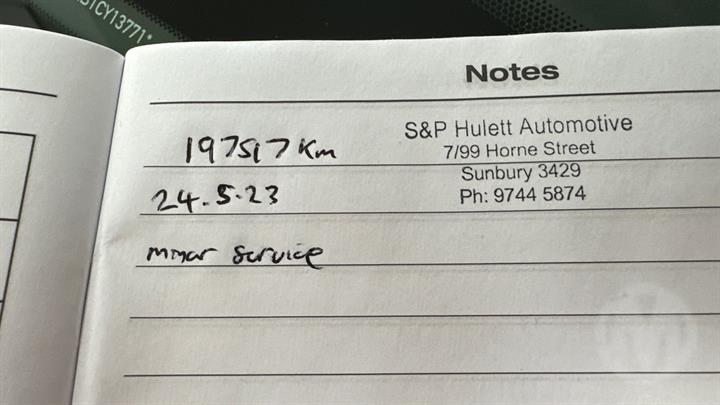 Notes
S&P Hulett Automotive
7/99 Horne Street
Sunbury 3429
Ph: 9744 5874
197517 Km
24.5.23
minor service